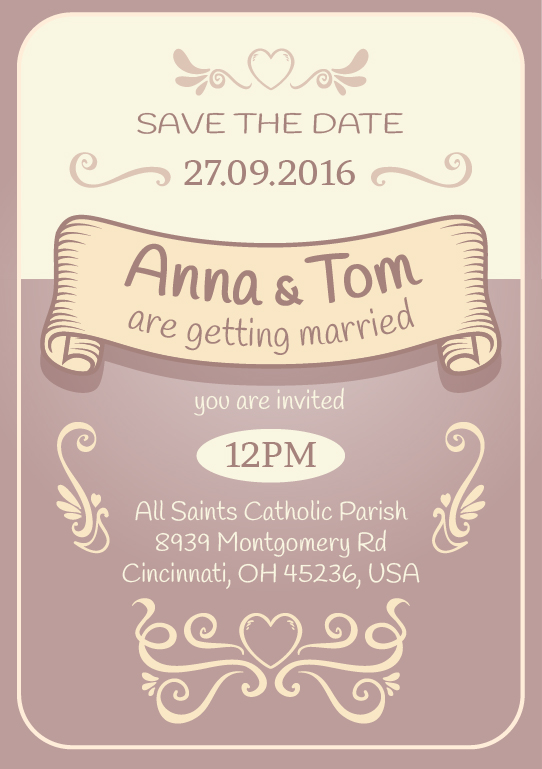 SAVE THE DATE
27.09.2016
Anna & Tom
are getting married
you are invited
12PM
All Saints Catholic Parish
8939 Montgomery Rd
Cincinnati, OH 45236, USA